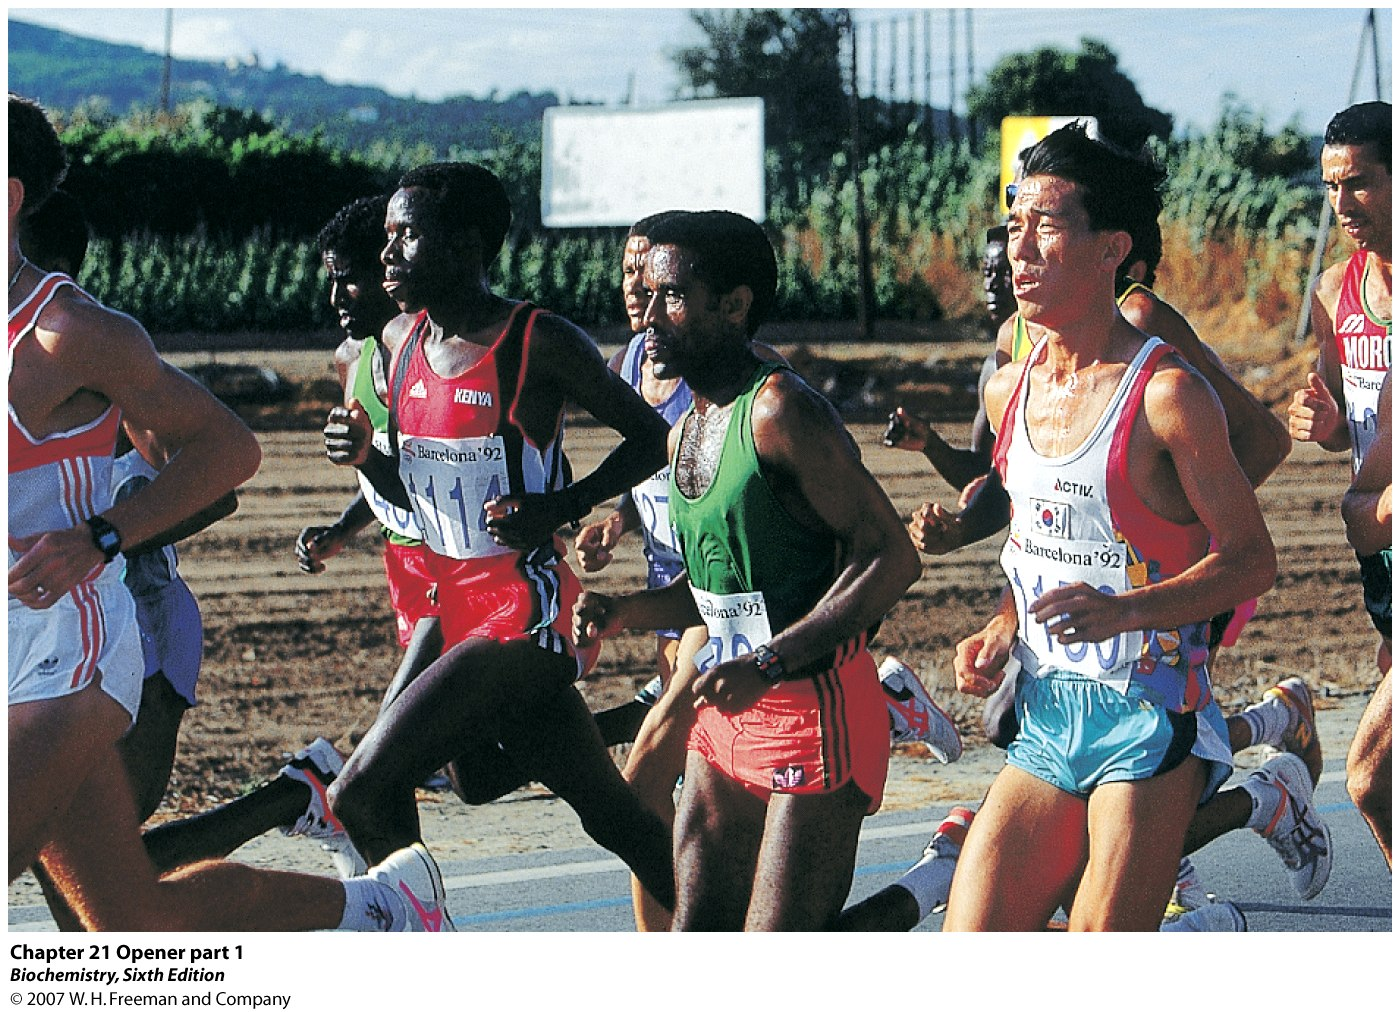 KENYA
Barcelona'92
1114
Barcelona'92
ACTIV.
Barcelona'92
MORO
Chapter 21 Opener part 1
Biochemistry, Sixth Edition
© 2007 W. H. Freeman and Company